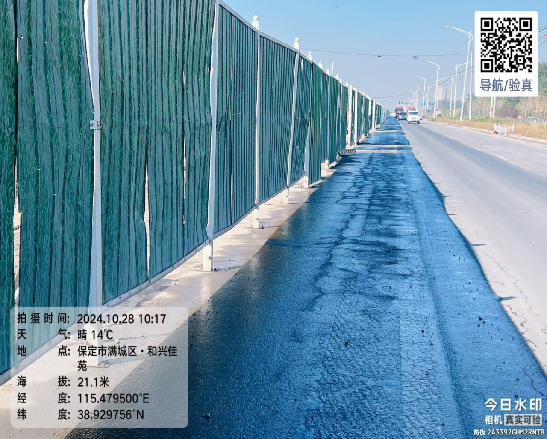 导航/验真
拍摄时间: 2024.10.28 10:17
天 气: 晴 14℃
地 点: 保定市满城区·和兴佳
苑
海 拔: 21.1米
经 度: 115.479500°E
纬 度: 38.929756°N
今日水印
相机 真实可验